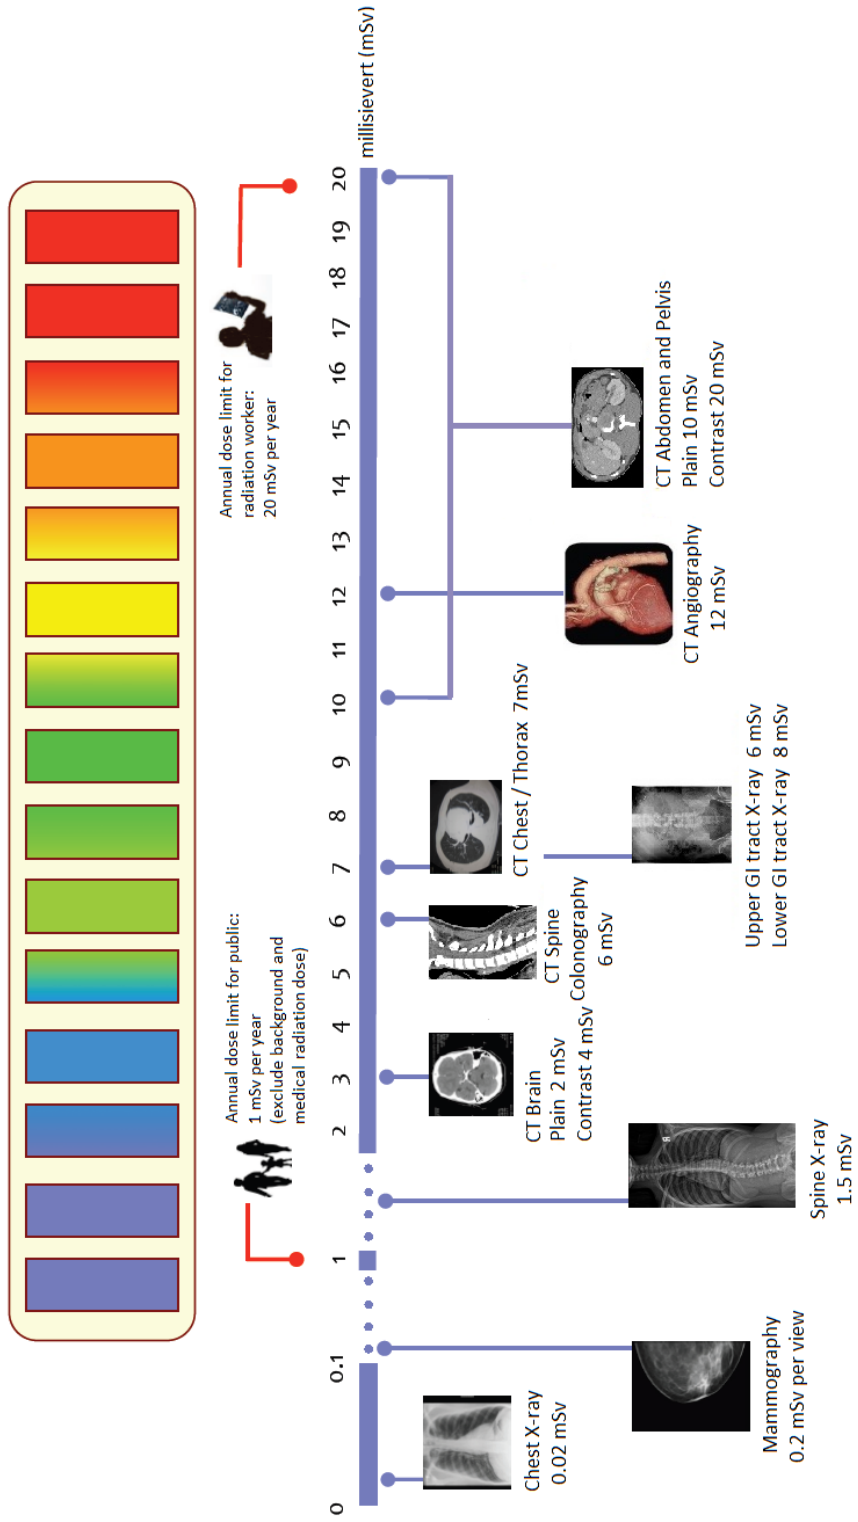 Annual dose limit for public:
1 mSv per year
(exclude background and
medical radiation dose)
Annual dose limit for
radiation worker:
20 mSv per year
0 0.1 1 2 3 4 5 6 7 8 9 10 11 12 13 14 15 16 17 18 19 20 millisievert (mSv)
Chest X-ray
0.02 mSv
Mammography
0.2 mSv per view
Spine X-ray
1.5 mSv
CT Brain
Plain 2 mSv
Contrast 4 mSv
CT Spine
Colonography
6 mSv
CT Chest / Thorax 7mSv
Upper GI tract X-ray 6 mSv
Lower GI tract X-ray 8 mSv
CT Angiography
12 mSv
CT Abdomen and Pelvis
Plain 10 mSv
Contrast 20 mSv